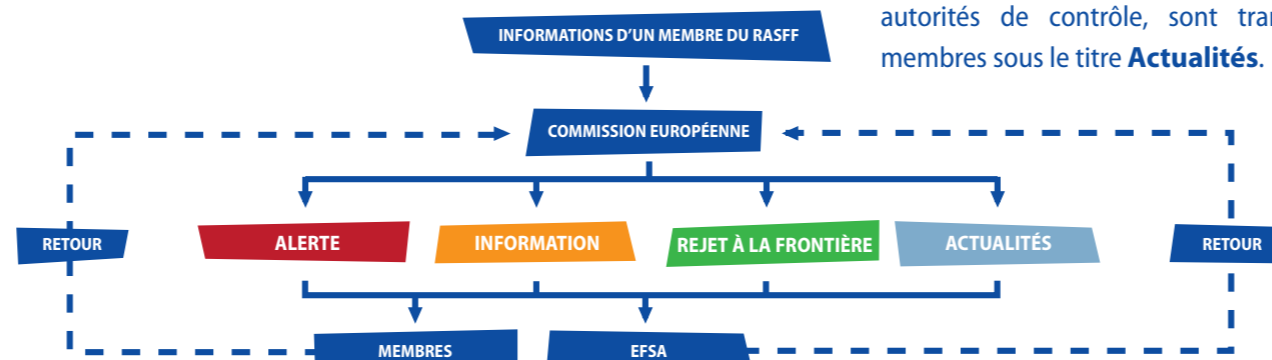 autorités de contrôle, sont
membres sous le titre Actualités.
INFORMATIONS D'UN MEMBRE DU RASFF
COMMISSION EUROPÉENNE
RETOUR
ALERTE
INFORMATION
REJET À LA FRONTIÈRE
ACTUALITÉS
RETOUR
MEMBRES
EFSA